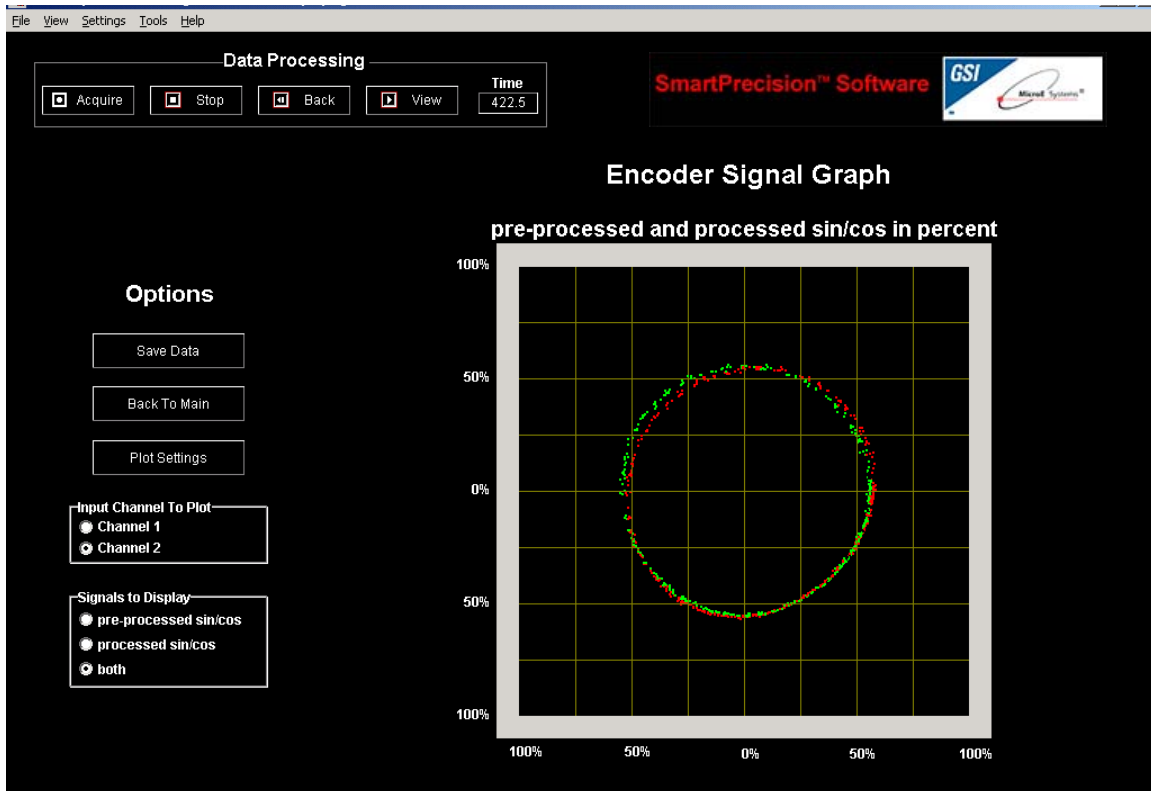 File View Settings Tools Help
Data Processing
Acquire Stop Back View
Time
422.5
SmartPrecision™ Software
GSI
MicroE Systems®
Encoder Signal Graph
pre-processed and processed sin/cos in percent
100%
50%
0%
50%
100%
100% 50% 0% 50% 100%
Options
Save Data
Back To Main
Plot Settings
Input Channel To Plot
Channel 1
Channel 2
Signals to Display
pre-processed sin/cos
processed sin/cos
both